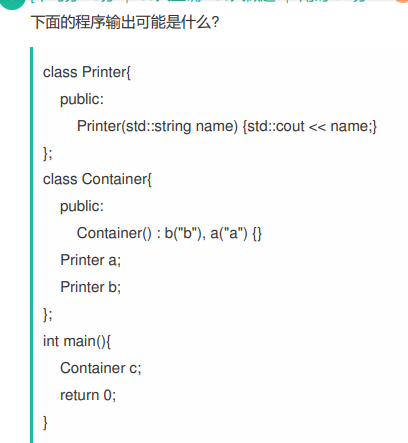 下面的程序输出可能是什么?
class Printer{
public:
Printer(std::string name) {std::cout << name;}
};
class Container{
public:
Container() : b("b"), a("a") {}
Printer a;
Printer b;
};
int main(){
Container c;
return 0;
}